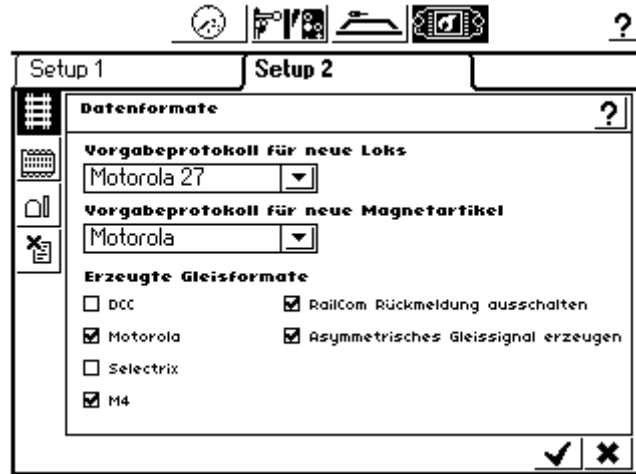 ?
Setup 1 Setup 2
Datenformate ?
Vorgabeprotokoll für neue Loks
Motorola 27
Vorgabeprotokoll für neue Magnetartikel
Motorola
Erzeugte Gleisformate
DCC RailCom Rückmeldung ausschalten
Motorola Asymmetrisches Gleissignal erzeugen
Selectrix
M4